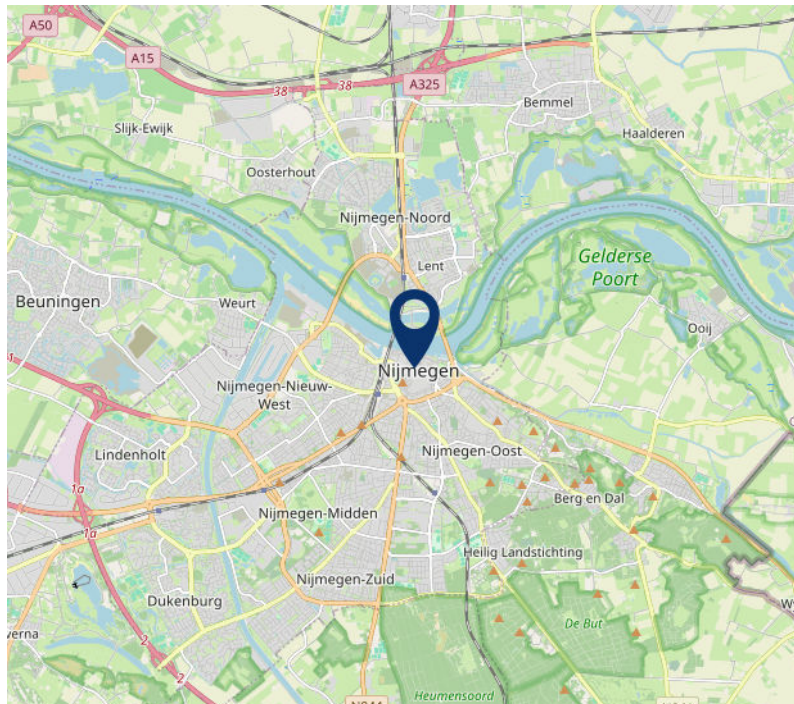 A50
A15
A325
38
38
Bemmel
Slijk-Ewijk
Haalderen
Oosterhout
Nijmegen-Noord
Gelderse
Poort
Lent
Beuningen
Weurt
Ooij
1
Nijmegen
Nijmegen-Nieuw-
West
Nijmegen-Oost
Lindenholt
1a
Berg en Dal
Nijmegen-Midden
1a
Heilig Landstichting
Nijmegen-Zuid
Dukenburg
De But
2
2
Heumensoord